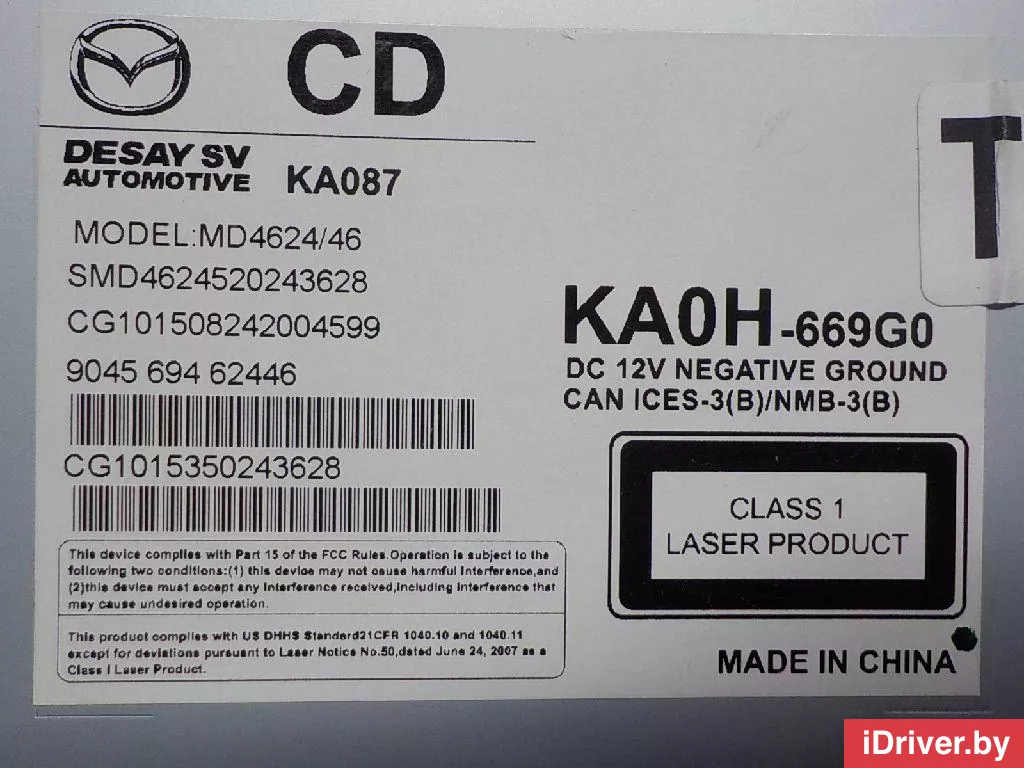 CD
T
DESAY SV
AUTOMOTIVE KA087
MODEL:MD4624/46
SMD4624520243628
CG101508242004599
9045 694 62446
CG1015350243628
KA0H-669G0
DC 12V NEGATIVE GROUND
CAN ICES-3(B)/NMB-3(B)
CLASS 1
LASER PRODUCT
This device complies with Part 15 of the FCC Rules.Operation is subject to the
following two conditions:(1) this device may not cause harmful interference,and
(2)this device must accept any interference received,including interference that
may cause undesired operation.
This product complies with US DHHS Standard21CFR 1040.10 and 1040.11
except for deviations pursuant to Laser Notice No.50,dated June 24, 2007 as a
Class I Laser Product.
MADE IN CHINA
iDriver.by